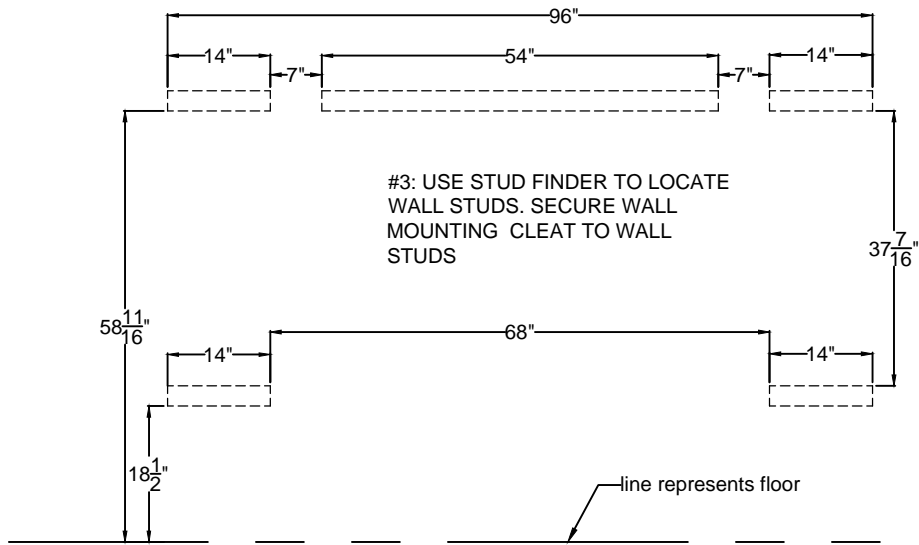 96"
14"
54"
14"
7"
7"
#3: USE STUD FINDER TO LOCATE
WALL STUDS. SECURE WALL
MOUNTING CLEAT TO WALL
STUDS
37 7/16"
58 11/16"
68"
14"
14"
18 1/2"
line represents floor